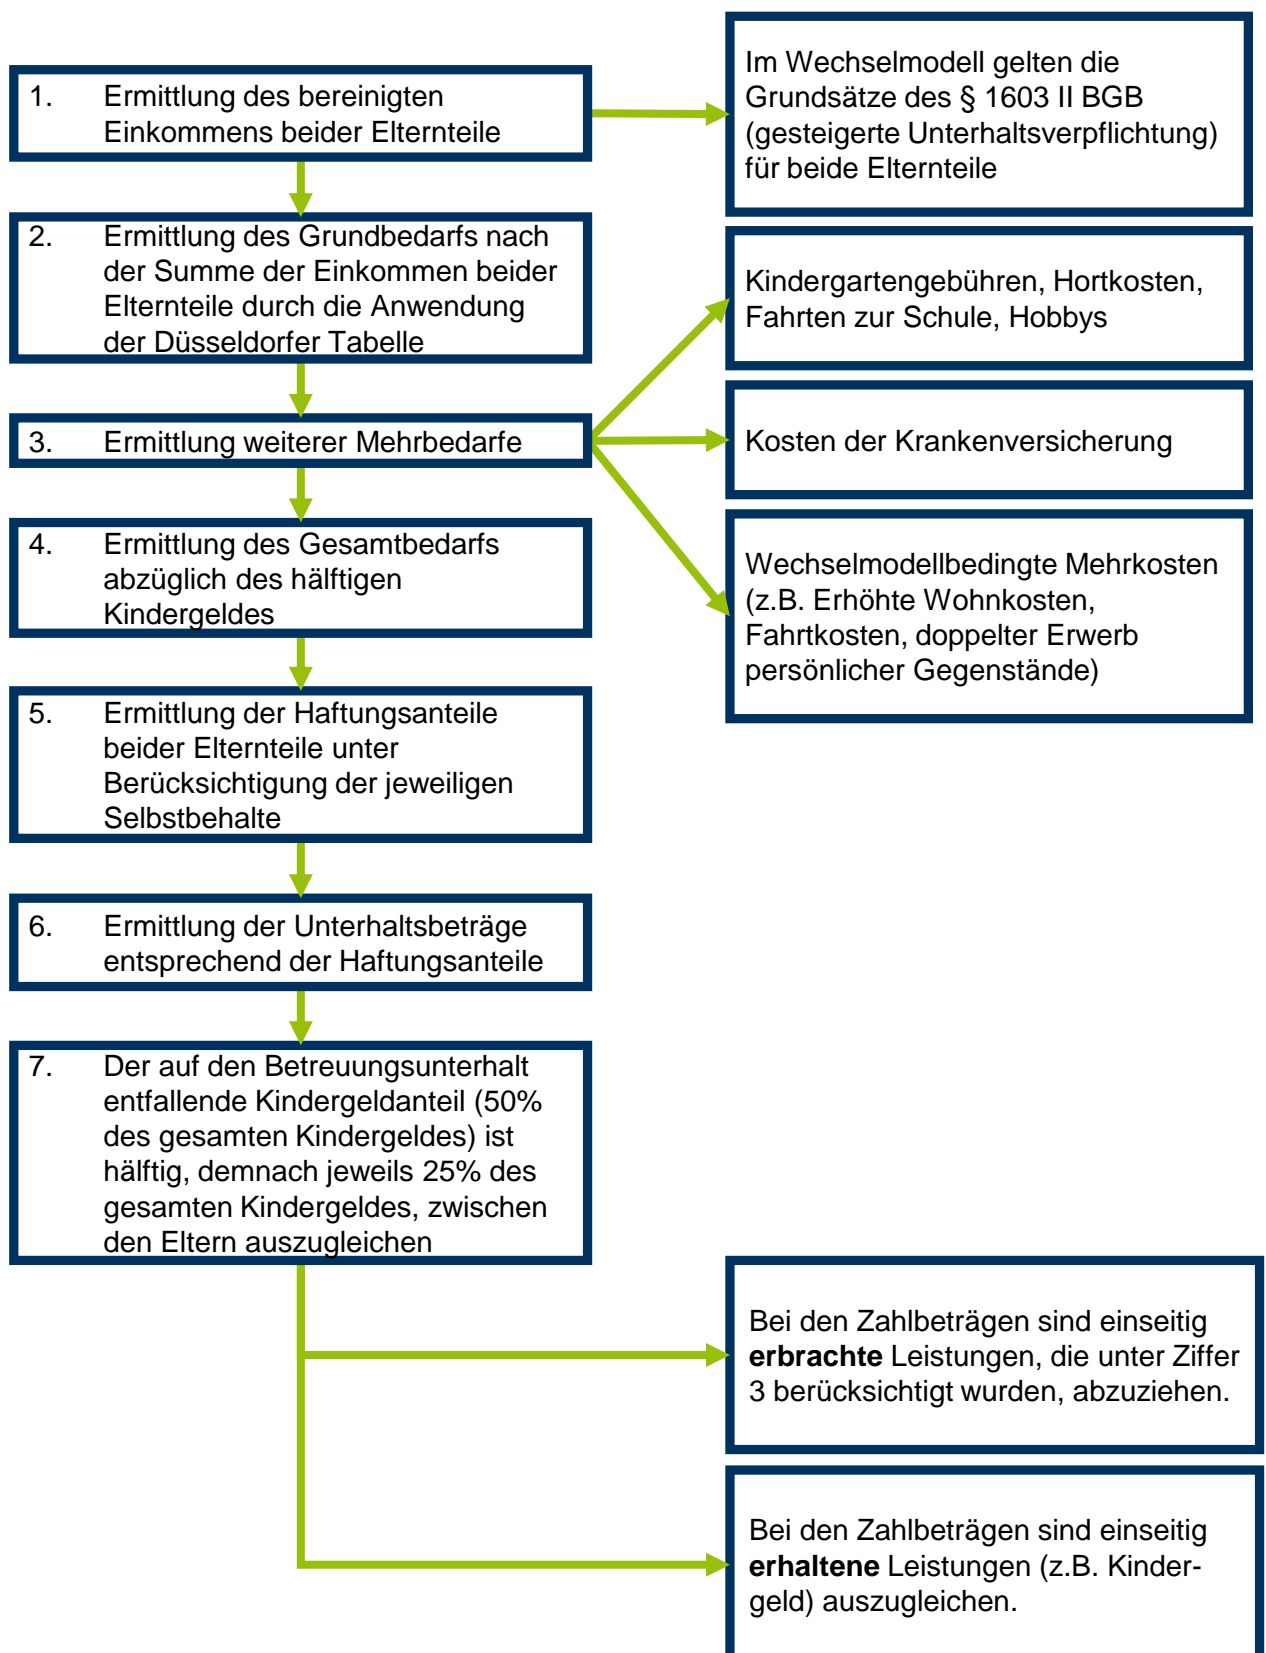 1. Ermittlung des bereinigten
Einkommens beider Elternteile
Im Wechselmodell gelten die
Grundsätze des § 1603 II BGB
(gesteigerte Unterhaltsverpflichtung)
für beide Elternteile
2. Ermittlung des Grundbedarfs nach
der Summe der Einkommen beider
Elternteile durch die Anwendung
der Düsseldorfer Tabelle
3. Ermittlung weiterer Mehrbedarfe
Kindergartengebühren, Hortkosten,
Fahrten zur Schule, Hobbys
Kosten der Krankenversicherung
Wechselmodellbedingte Mehrkosten
(z.B. Erhöhte Wohnkosten,
Fahrtkosten, doppelter Erwerb
persönlicher Gegenstände)
4. Ermittlung des Gesamtbedarfs
abzüglich des hälftigen
Kindergeldes
5. Ermittlung der Haftungsanteile
beider Elternteile unter
Berücksichtigung der jeweiligen
Selbstbehalte
6. Ermittlung der Unterhaltsbeträge
entsprechend der Haftungsanteile
7. Der auf den Betreuungsunterhalt
entfallende Kindergeldanteil (50%
des gesamten Kindergeldes) ist
hälftig, demnach jeweils 25% des
gesamten Kindergeldes, zwischen
den Eltern auszugleichen
Bei den Zahlbeträgen sind einseitig
erbrachte Leistungen, die unter Ziffer
3 berücksichtigt wurden, abzuziehen.
Bei den Zahlbeträgen sind einseitig
erhaltene Leistungen (z.B. Kinder-
geld) auszugleichen.